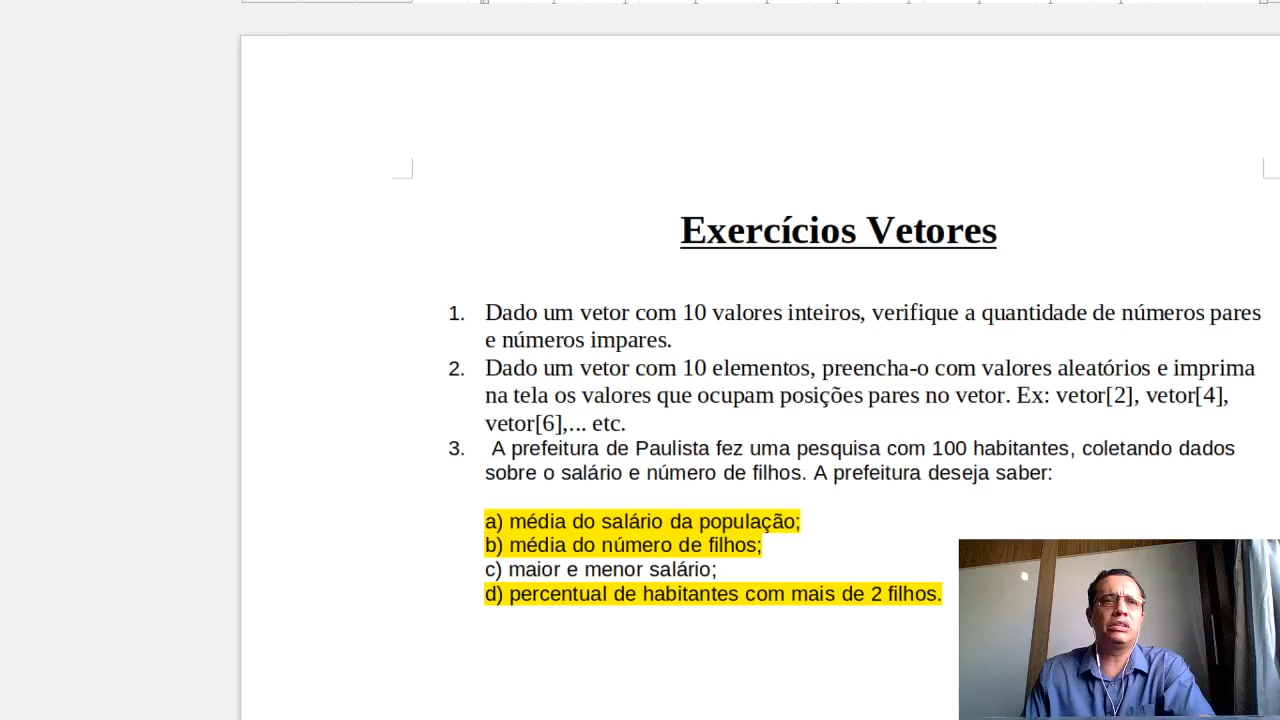 Exercícios Vetores
1. Dado um vetor com 10 valores inteiros, verifique a quantidade de números pares
e números impares.
2. Dado um vetor com 10 elementos, preencha-o com valores aleatórios e imprima
na tela os valores que ocupam posições pares no vetor. Ex: vetor[2], vetor[4],
vetor[6],... etc.
3. A prefeitura de Paulista fez uma pesquisa com 100 habitantes, coletando dados
sobre o salário e número de filhos. A prefeitura deseja saber:
a) média do salário da população;
b) média do número de filhos;
c) maior e menor salário;
d) percentual de habitantes com mais de 2 filhos.